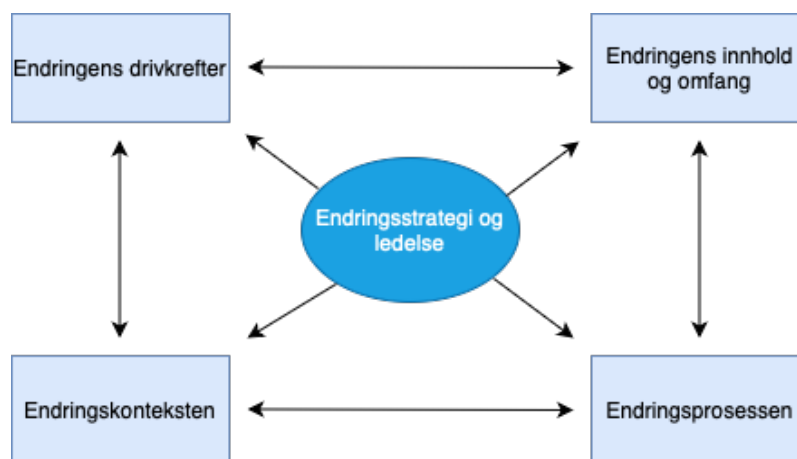 Endringens drivkrefter
Endringens innhold
og omfang
Endringsstrategi og
ledelse
Endringskonteksten
Endringsprosessen